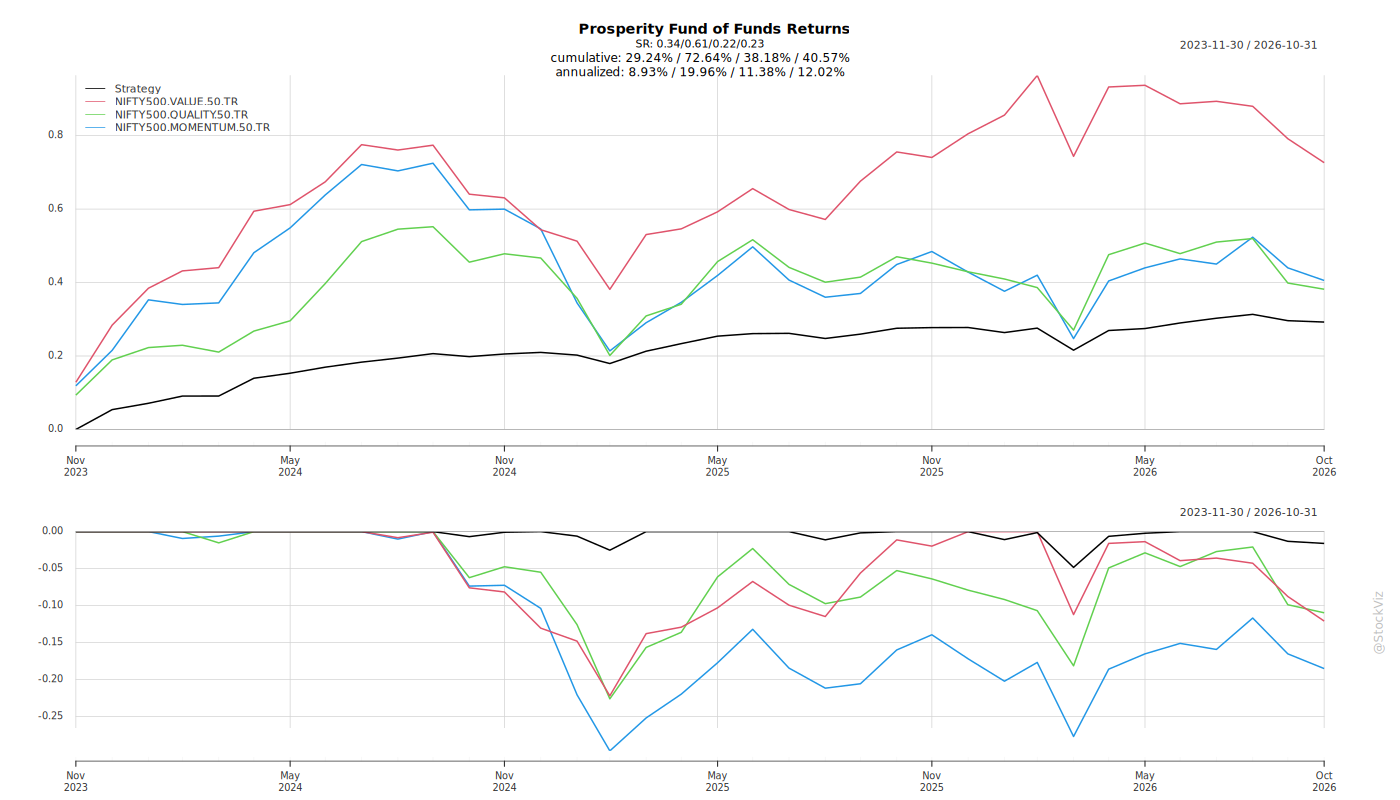 Prosperity Fund of Funds Returns
SR: 0.34/0.61/0.22/0.23
cumulative: 29.24% / 72.64% / 38.18% / 40.57%
annualized: 8.93% / 19.96% / 11.38% / 12.02%
2023-11-30 / 2026-10-31
Strategy
NIFTY500.VALUE.50.TR
NIFTY500.QUALITY.50.TR
NIFTY500.MOMENTUM.50.TR
0.8
0.6
0.4
0.2
0.0
Nov May Nov May Nov May Oct
2023 2024 2024 2025 2025 2026 2026
2023-11-30 / 2026-10-31
0.00
-0.05
-0.10
-0.15
-0.20
-0.25
Nov May Nov May Nov May Oct
2023 2024 2024 2025 2025 2026 2026
@StockViz